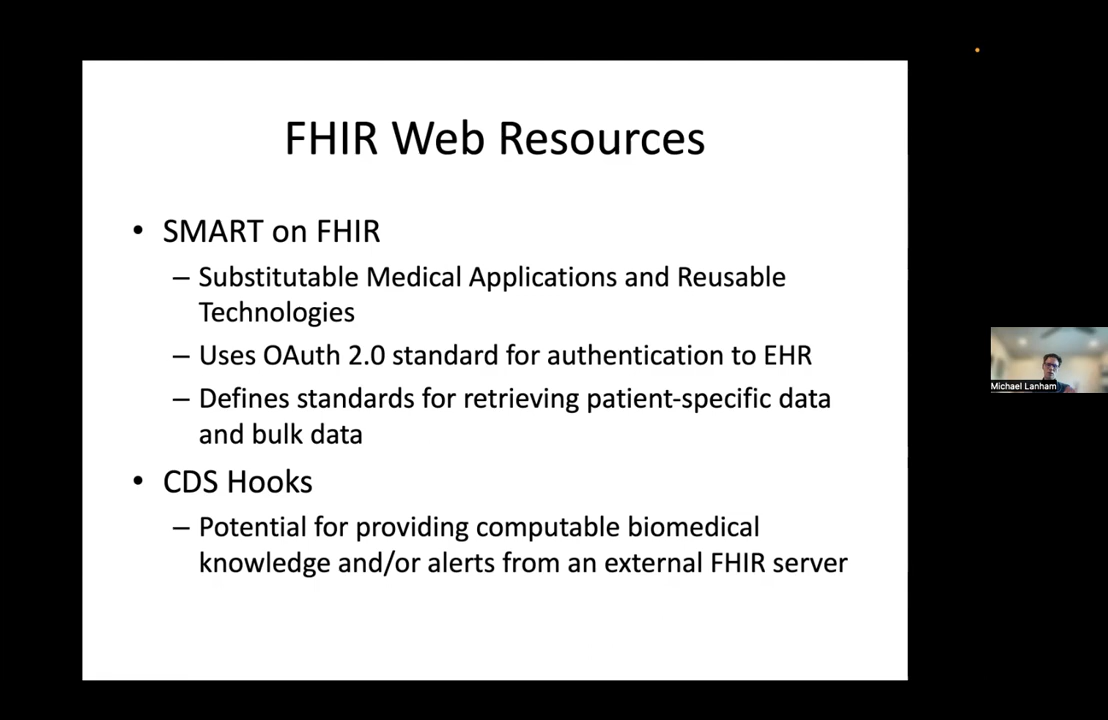 FHIR Web Resources
• SMART on FHIR
– Substitutable Medical Applications and Reusable
Technologies
– Uses OAuth 2.0 standard for authentication to EHR
– Defines standards for retrieving patient-specific data
and bulk data
• CDS Hooks
– Potential for providing computable biomedical
knowledge and/or alerts from an external FHIR server
Michael Lanham